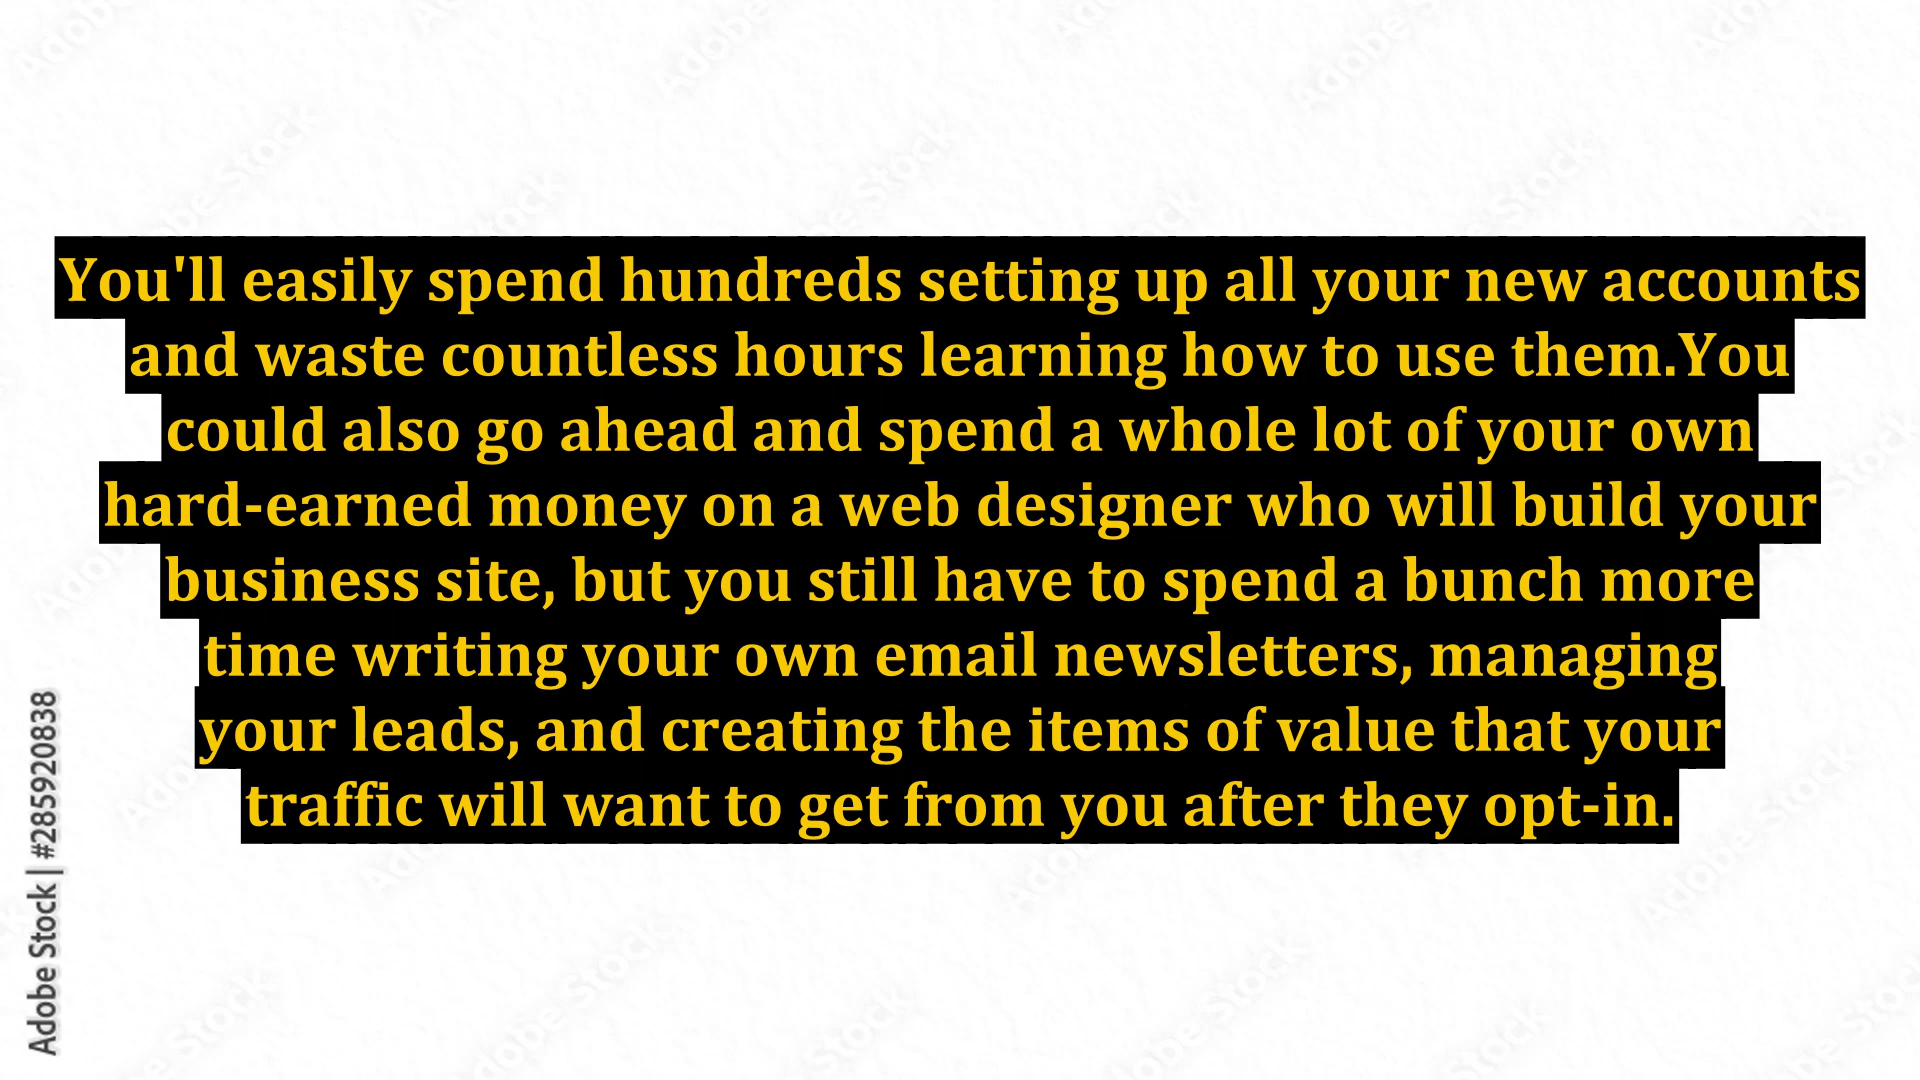 You'll easily spend hundreds setting up all your new accounts
and waste countless hours learning how to use them.You
could also go ahead and spend a whole lot of your own
hard-earned money on a web designer who will build your
business site, but you still have to spend a bunch more
time writing your own email newsletters, managing
your leads, and creating the items of value that your
traffic will want to get from you after they opt-in.
Adobe Stock | #285920838